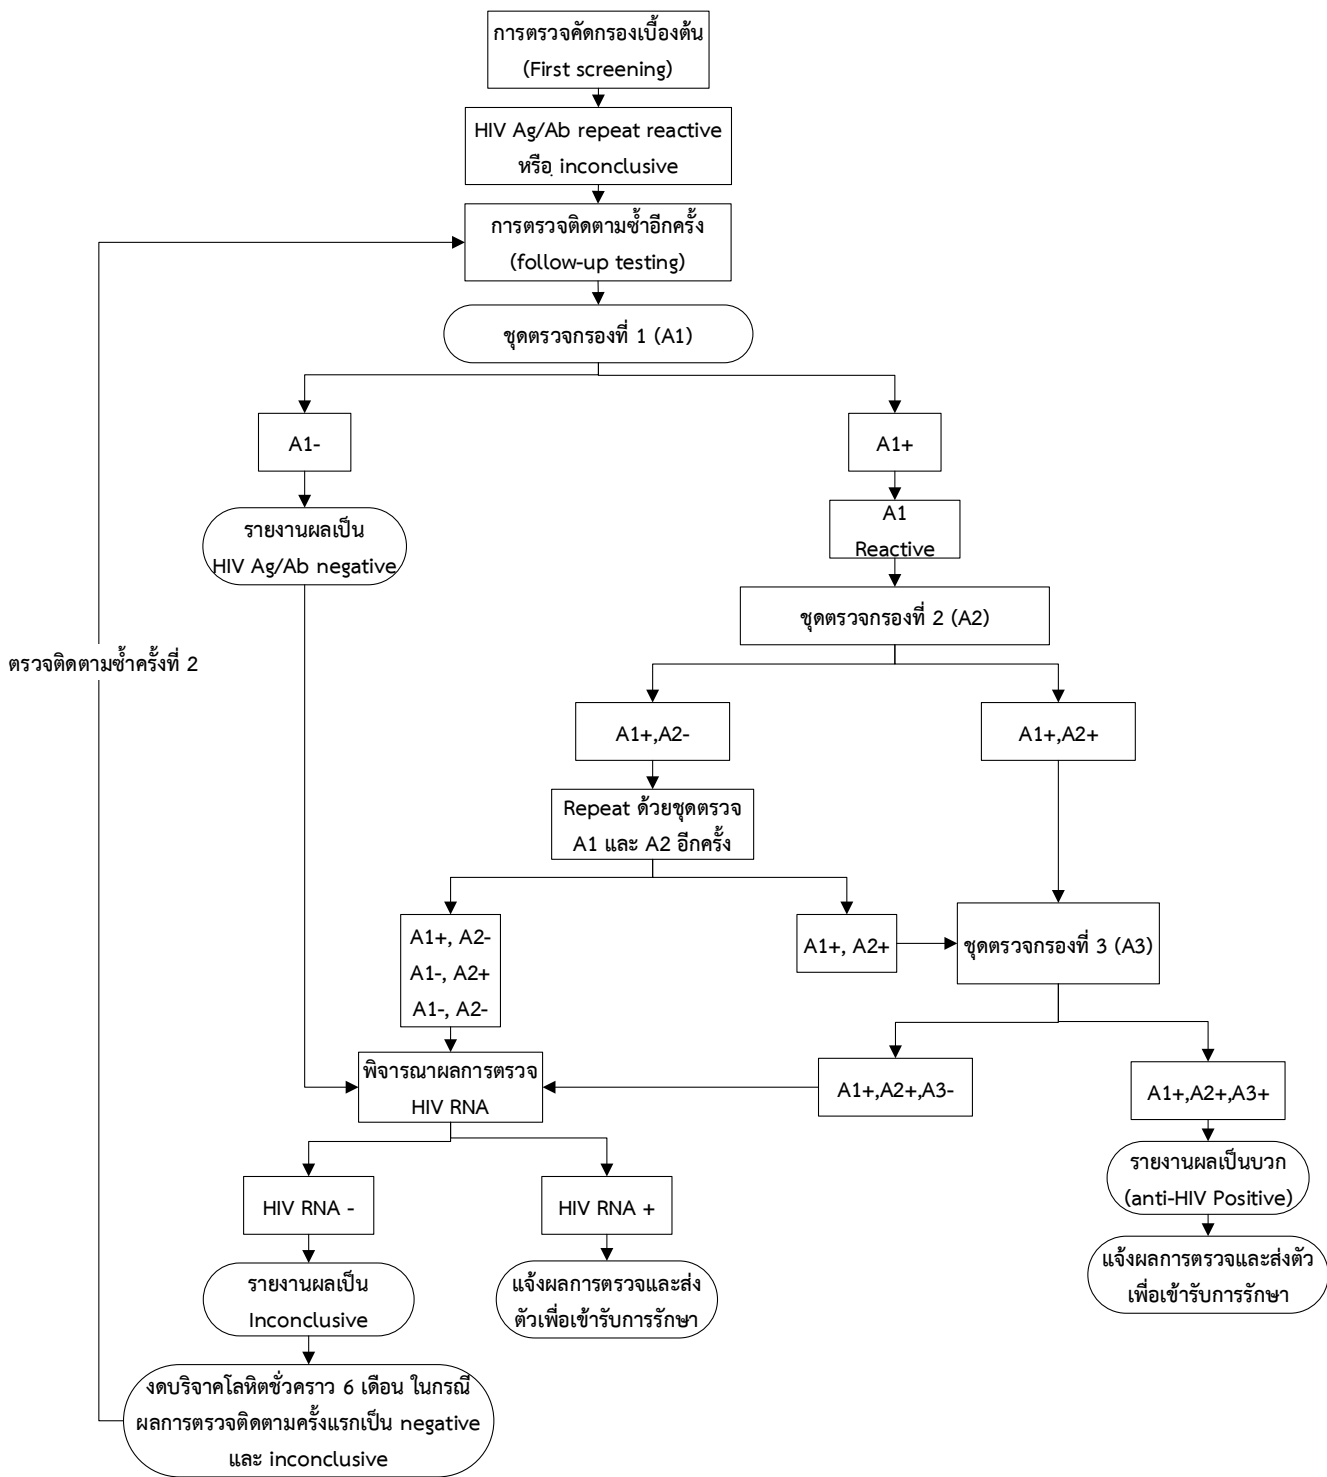 การตรวจคัดกรองเบื้องต้น
(First screening)
HIV Ag/Ab repeat reactive
หรือ inconclusive
การตรวจติดตามซ้ำอีกครั้ง
(follow-up testing)
ชุดตรวจกรองที่ 1 (A1)
A1-
A1+
รายงานผลเป็น
HIV Ag/Ab negative
A1
Reactive
ชุดตรวจกรองที่ 2 (A2)
ตรวจติดตามซ้ำครั้งที่ 2
A1+,A2-
A1+,A2+
Repeat ด้วยชุดตรวจ
A1 และ A2 อีกครั้ง
A1+, A2-
A1-, A2+
A1-, A2-
A1+, A2+
ชุดตรวจกรองที่ 3 (A3)
พิจารณาผลการตรวจ
HIV RNA
A1+,A2+,A3-
A1+,A2+,A3+
HIV RNA -
HIV RNA +
รายงานผลเป็นบวก
(anti-HIV Positive)
รายงานผลเป็น
Inconclusive
แจ้งผลการตรวจและส่ง
ตัวเพื่อเข้ารับการรักษา
แจ้งผลการตรวจและส่งตัว
เพื่อเข้ารับการรักษา
งดบริจาคโลหิตชั่วคราว 6 เดือน ในกรณี
ผลการตรวจติดตามครั้งแรกเป็น negative
และ inconclusive